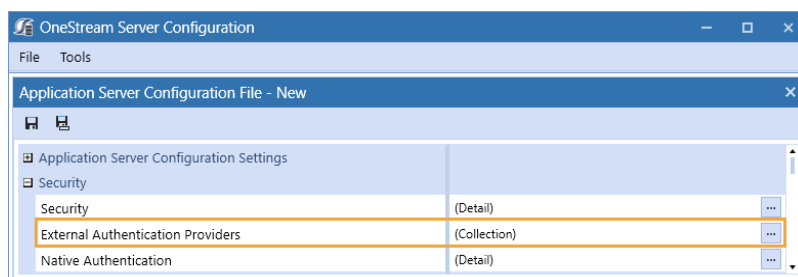 OneStream Server Configuration
File Tools
Application Server Configuration File - New
Application Server Configuration Settings
Security
Security (Detail) ...
External Authentication Providers (Collection) ...
Native Authentication (Detail) ...